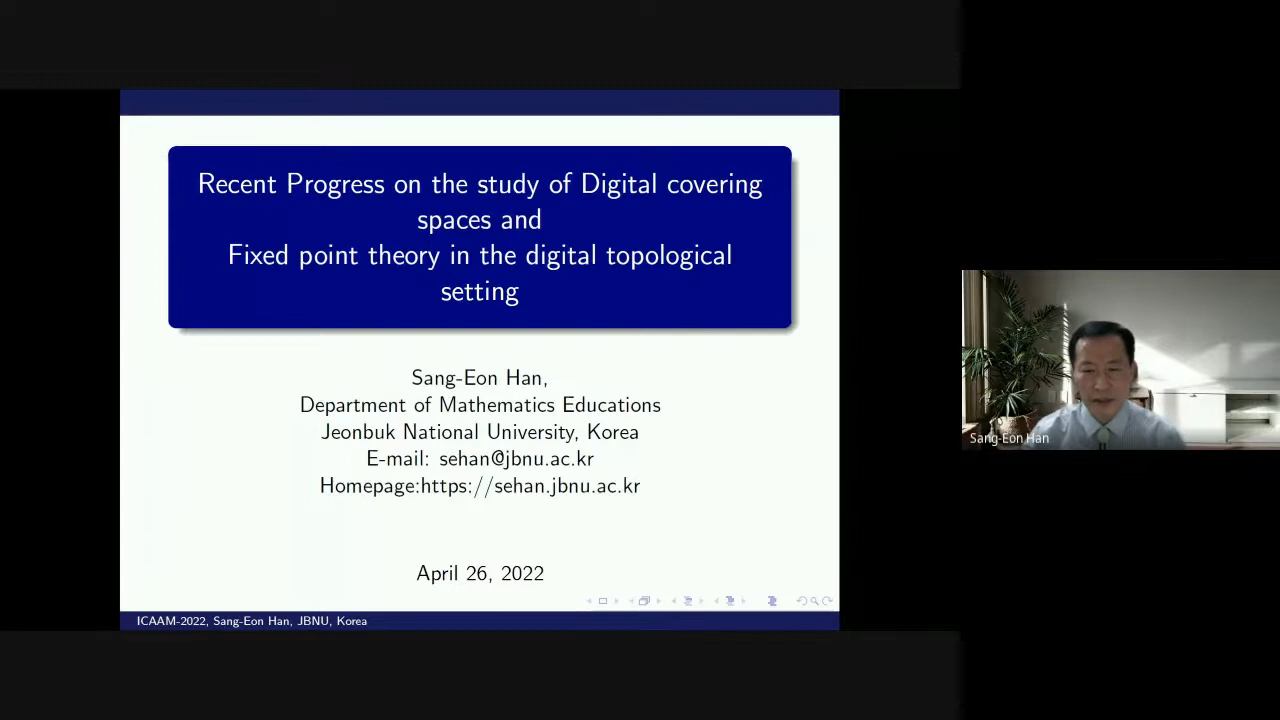 Recent Progress on the study of Digital covering
spaces and
Fixed point theory in the digital topological
setting
Sang-Eon Han,
Department of Mathematics Educations
Jeonbuk National University, Korea
E-mail: sehan@jbnu.ac.kr
Homepage:https://sehan.jbnu.ac.kr
April 26, 2022
ICAAM-2022, Sang-Eon Han, JBNU, Korea
Sang-Eon Han